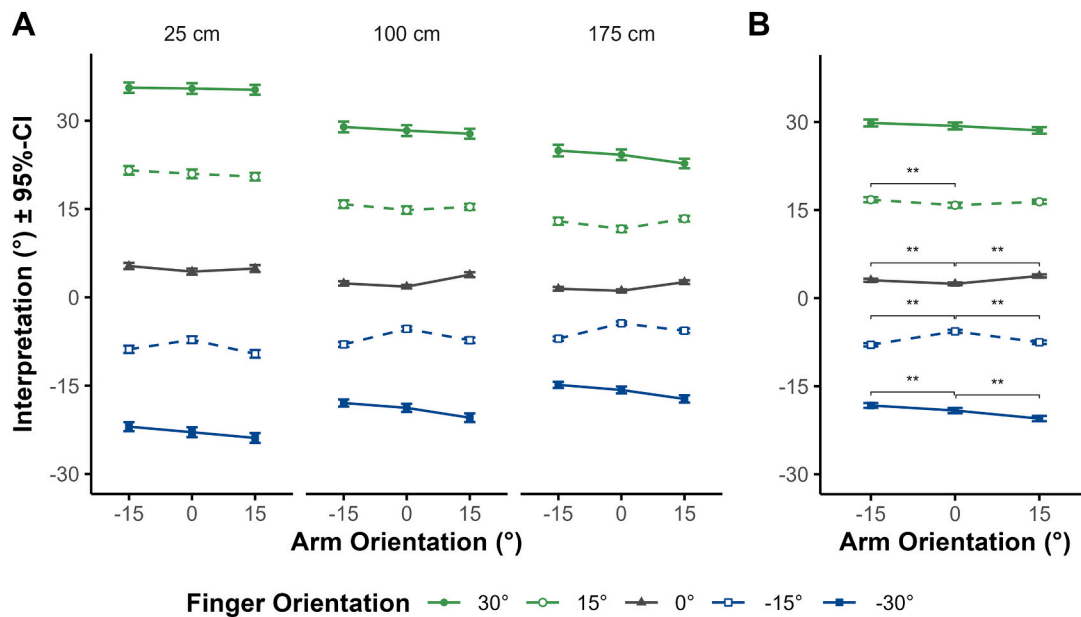 A
B
25 cm
100 cm
175 cm
Interpretation (°) ± 95%-CI
30
15
0
-15
-30
-15 0 15
-15 0 15
-15 0 15
Arm Orientation (°)
30
15
0
-15
-30
**
** **
** **
** **
-15 0 15
Arm Orientation (°)
Finger Orientation 30° 15° 0° -15° -30°